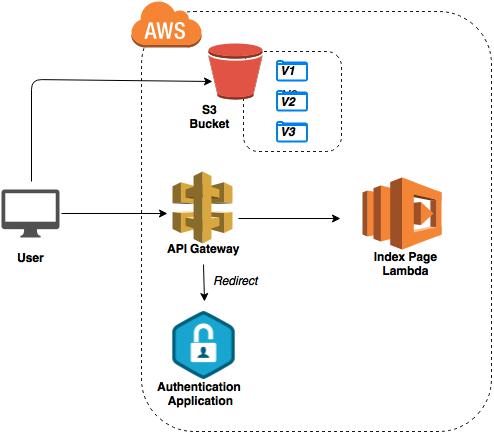 AWS
S3
Bucket
V1
V2
V3
User
API Gateway
Index Page
Lambda
Redirect
Authentication
Application